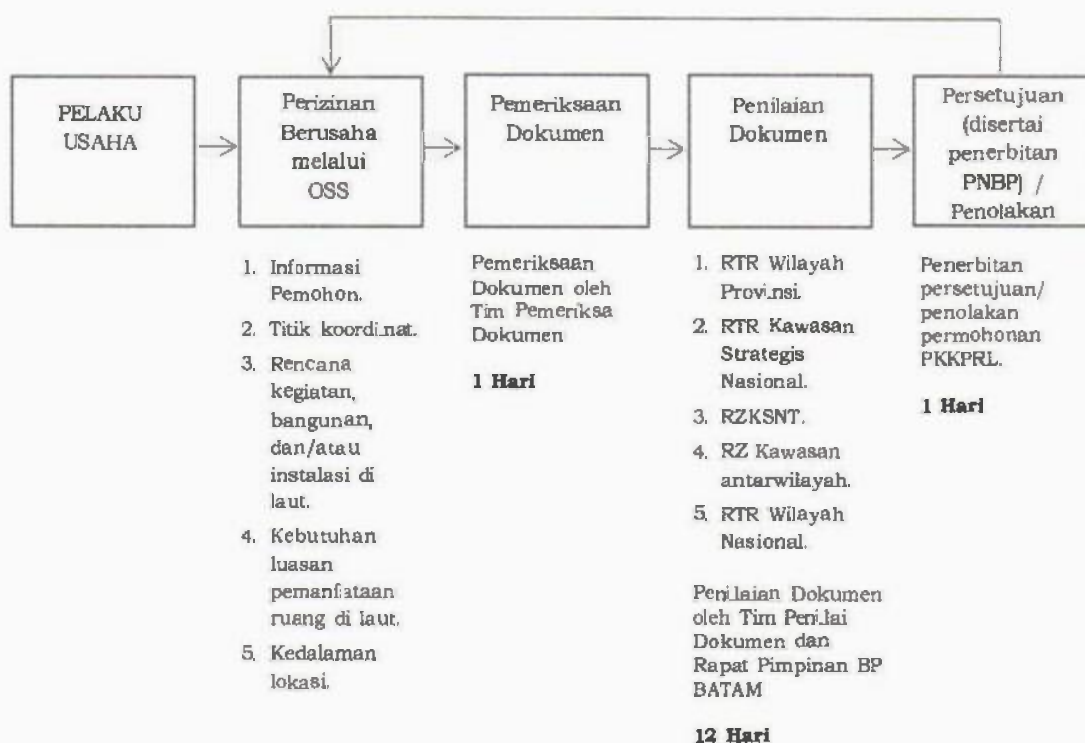 PELAKU
USAHA
Perizinan
Berusaha
melalui
OSS
Pemeriksaan
Dokumen
Penilaian
Dokumen
Persetujuan
(disertai
penerbitan
PNBP) /
Penolakan
1. Informasi
Pemohon.
2. Titik koordinat.
3. Rencana
kegiatan,
bangunan,
dan/atau
instalasi di
laut.
4. Kebutuhan
luasan
pemanfataan
ruang di laut.
5. Kedalaman
lokasi.
Pemeriksaan
Dokumen oleh
Tim Pemeriksa
Dokumen
1 Hari
1. RTR Wilayah
Provinsi.
2. RTR Kawasan
Strategis
Nasional.
3. RZKSNT.
4. RZ Kawasan
antarwilayah.
5. RTR Wilayah
Nasional.
Penilaian Dokumen
oleh Tim Penilai
Dokumen dan
Rapat Pimpinan BP
BATAM
12 Hari
Penerbitan
persetujuan/
penolakan
permohonan
PKKPRL.
1 Hari